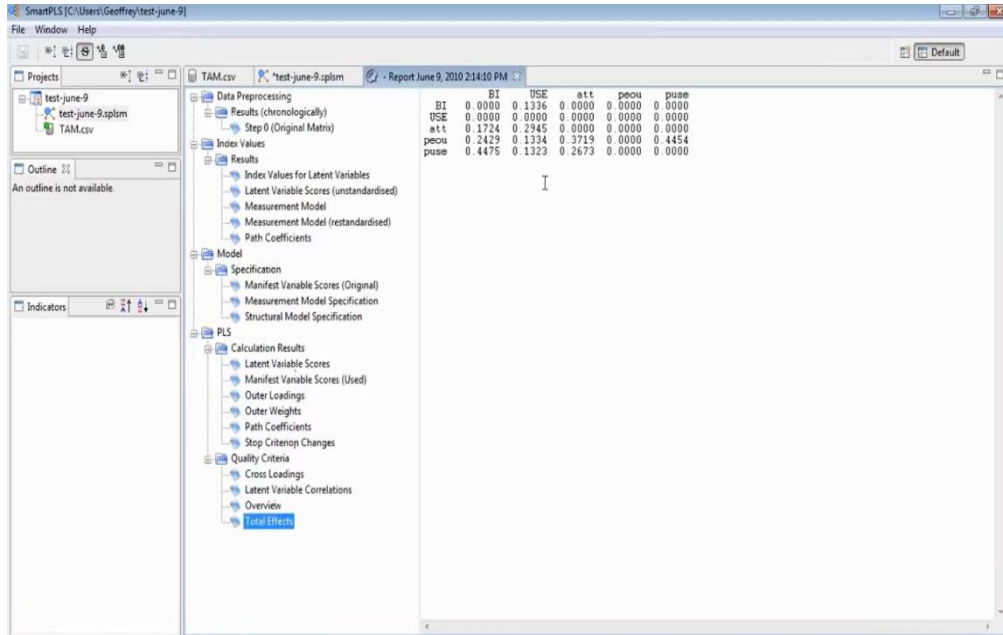 SmartPLS [C:\Users\Geoffrey\test-june-9]
File Window Help
Default
Projects
test-june-9
test-june-9.splsm
TAM.csv
Outline
An outline is not available.
Indicators
TAM.csv
*test-june-9.splsm
- Report June 9, 2010 2:14:10 PM
Data Preprocessing
Results (chronologically)
Step 0 (Original Matrix)
Index Values
Results
Index Values for Latent Variables
Latent Variable Scores (unstandardised)
Measurement Model
Measurement Model (restandardised)
Path Coefficients
Model
Specification
Manifest Variable Scores (Original)
Measurement Model Specification
Structural Model Specification
PLS
Calculation Results
Latent Variable Scores
Manifest Variable Scores (Used)
Outer Loadings
Outer Weights
Path Coefficients
Stop Criterion Changes
Quality Criteria
Cross Loadings
Latent Variable Correlations
Overview
Total Effects
BI USE att peou puse
BI 0.0000 0.1336 0.0000 0.0000 0.0000
USE 0.0000 0.0000 0.0000 0.0000 0.0000
att 0.1724 0.2945 0.0000 0.0000 0.0000
peou 0.2429 0.1334 0.3719 0.0000 0.4454
puse 0.4475 0.1323 0.2673 0.0000 0.0000